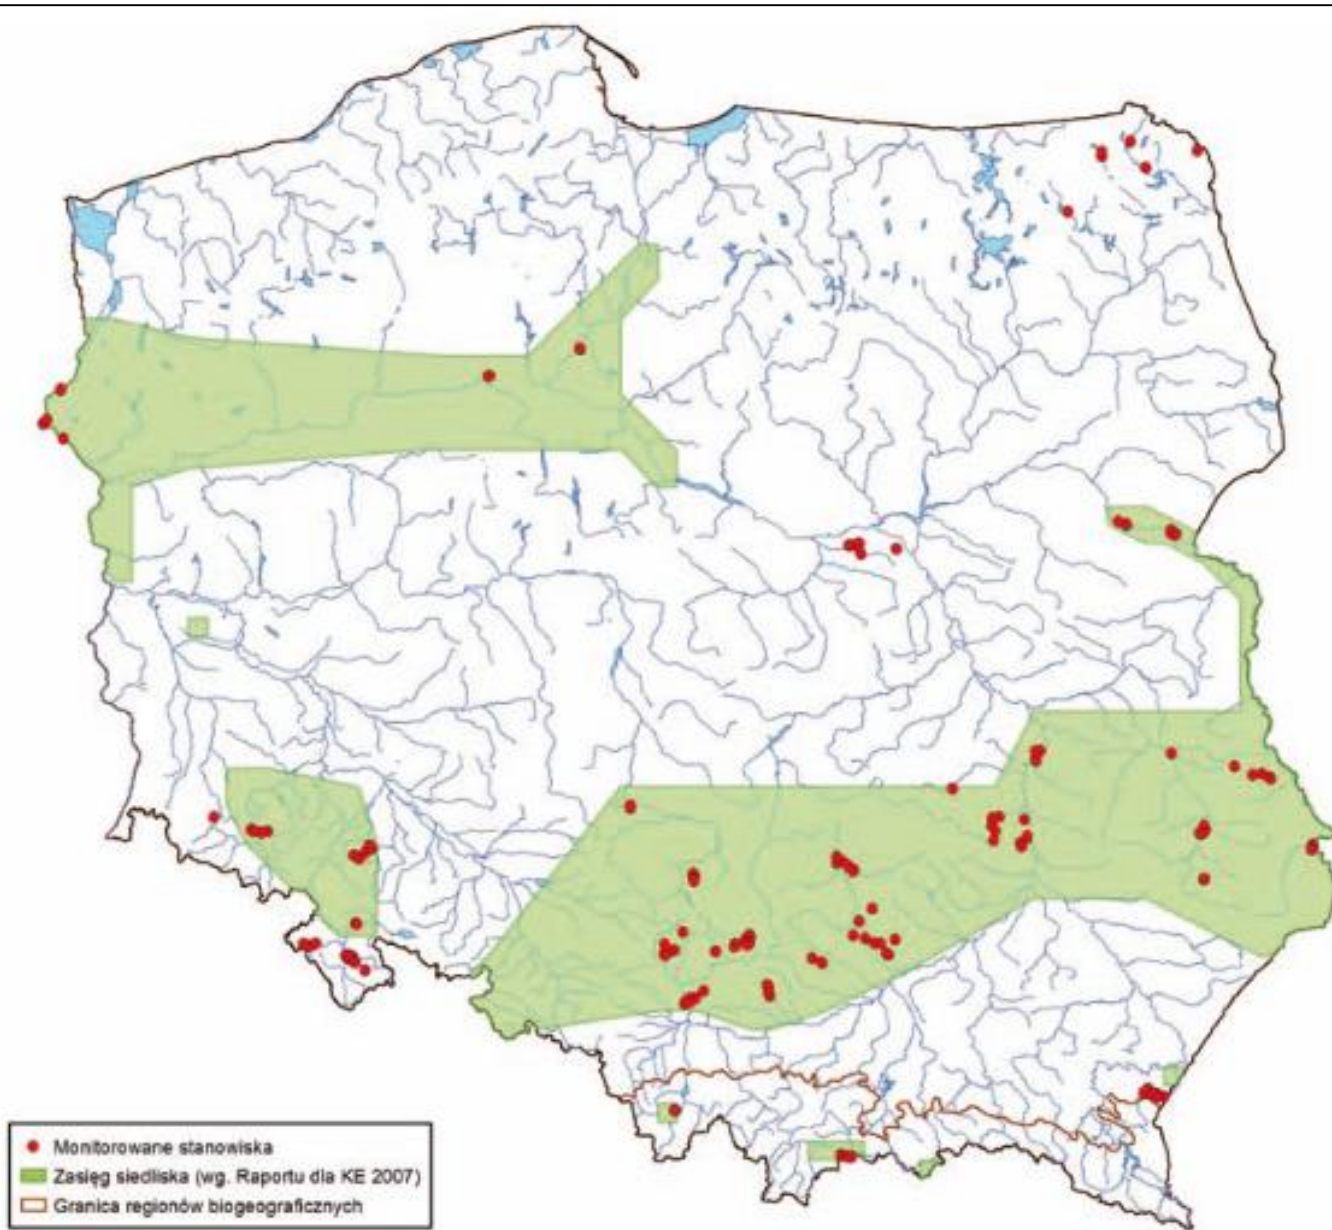 Monitorowane stanowiska
Zasięg siedliska (wg. Raportu dla KE 2007)
Granica regionów biogeograficznych